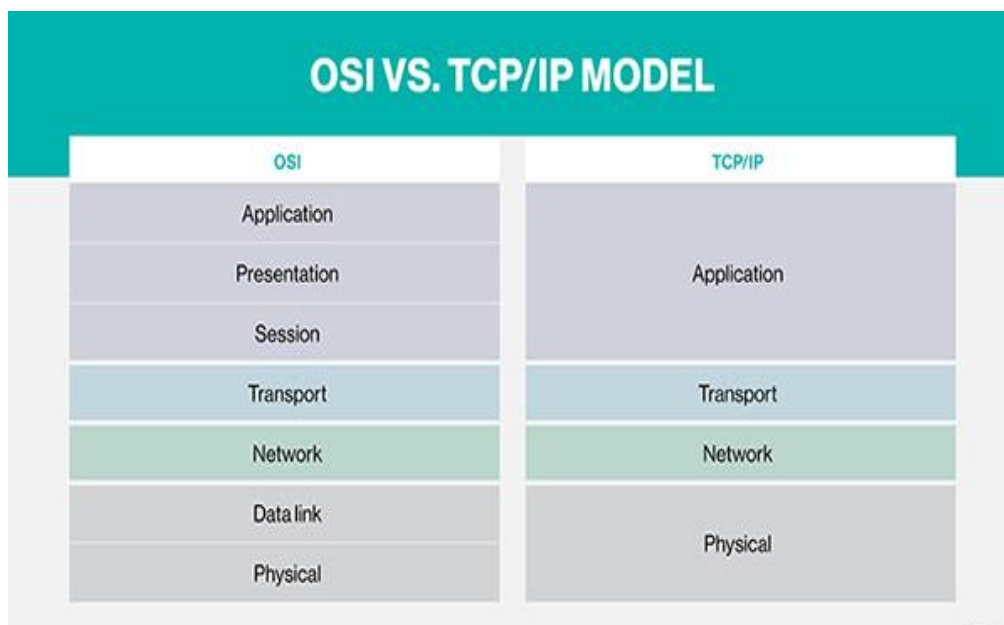 OSI VS. TCP/IP MODEL
OSI
TCP/IP
Application
Presentation
Session
Transport
Network
Data link
Physical
Application
Transport
Network
Physical